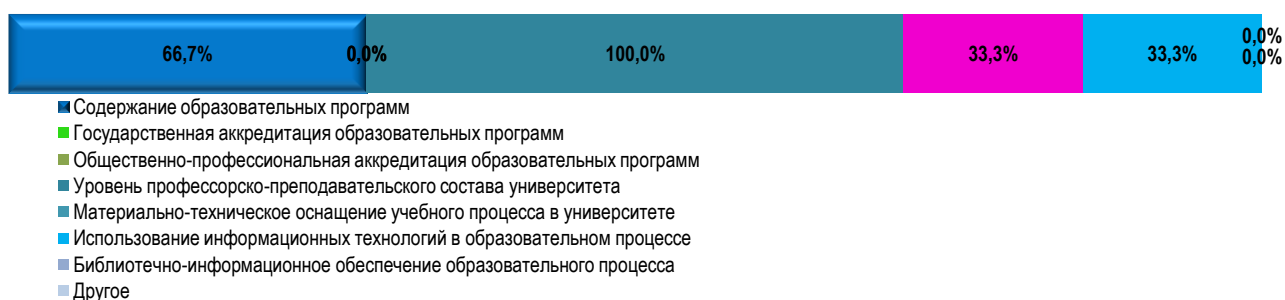 0,0%
66,7% 0,0% 100,0% 33,3% 33,3% 0,0%
Содержание образовательных программ
Государственная аккредитация образовательных программ
Общественно-профессиональная аккредитация образовательных программ
Уровень профессорско-преподавательского состава университета
Материально-техническое оснащение учебного процесса в университете
Использование информационных технологий в образовательном процессе
Библиотечно-информационное обеспечение образовательного процесса
Другое